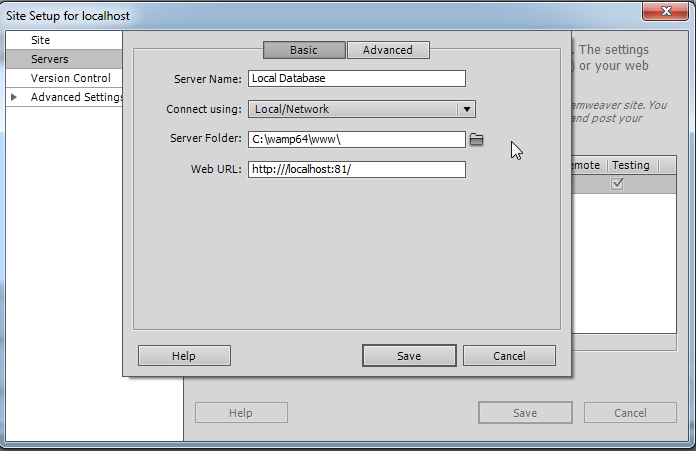 Site Setup for localhost
Site
Servers
Version Control
Advanced Settings
Basic
Advanced
Server Name: Local Database
Connect using: Local/Network
Server Folder: C:\wamp64\www\
Web URL: http:///localhost:81/
Help
Save
Cancel
. The settings
) or your web
amweaver site. You
and post your
emote
Testing
Help
Save
Cancel